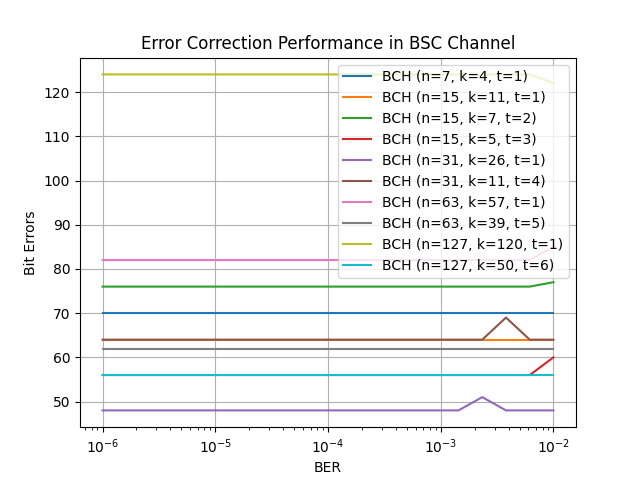 Error Correction Performance in BSC Channel
BCH (n=7, k=4, t=1)
BCH (n=15, k=11, t=1)
BCH (n=15, k=7, t=2)
BCH (n=15, k=5, t=3)
BCH (n=31, k=26, t=1)
BCH (n=31, k=11, t=4)
BCH (n=63, k=57, t=1)
BCH (n=63, k=39, t=5)
BCH (n=127, k=120, t=1)
BCH (n=127, k=50, t=6)
Bit Errors
120
110
100
90
80
70
60
50
10⁻⁶ 10⁻⁵ 10⁻⁴ 10⁻³ 10⁻²
BER